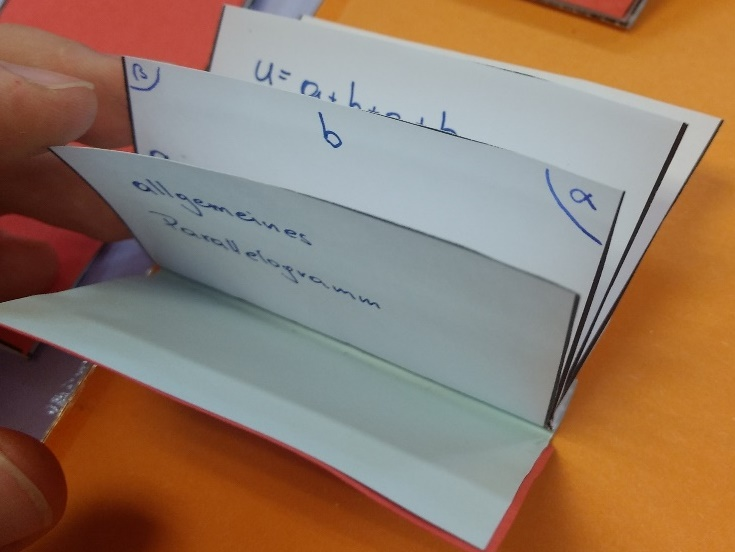 u=a+b+a+b
β
b
α
allgemeines
Parallelogramm